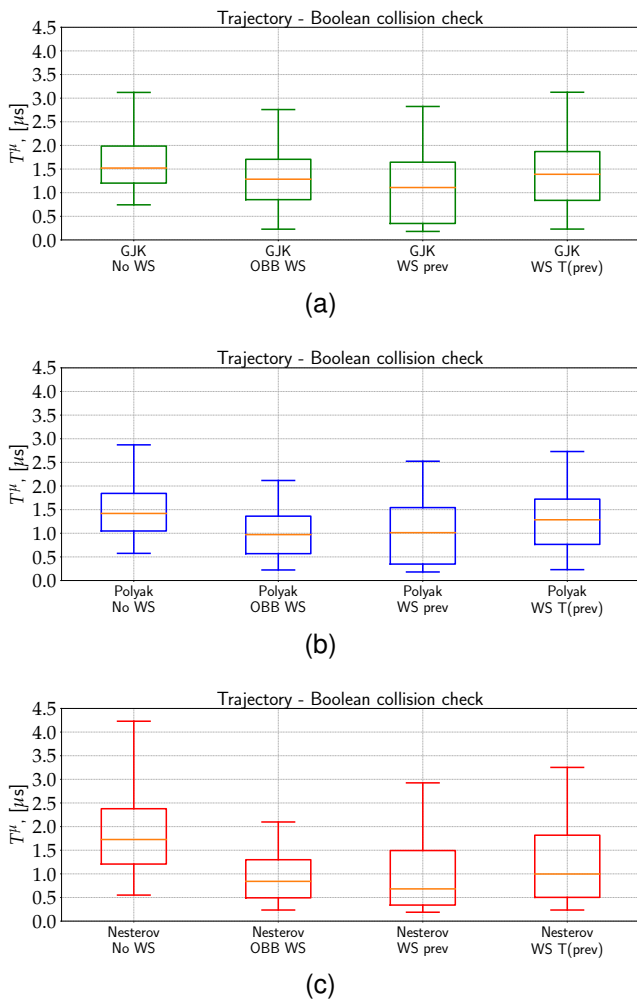 Trajectory - Boolean collision check
4.5
4.0
3.5
3.0
2.5
2.0
1.5
1.0
0.5
0.0
T^μ, [μs]
GJK GJK GJK GJK
No WS OBB WS WS prev WS T(prev)
(a)
Trajectory - Boolean collision check
4.5
4.0
3.5
3.0
2.5
2.0
1.5
1.0
0.5
0.0
T^μ, [μs]
Polyak Polyak Polyak Polyak
No WS OBB WS WS prev WS T(prev)
(b)
Trajectory - Boolean collision check
4.5
4.0
3.5
3.0
2.5
2.0
1.5
1.0
0.5
0.0
T^μ, [μs]
Nesterov Nesterov Nesterov Nesterov
No WS OBB WS WS prev WS T(prev)
(c)